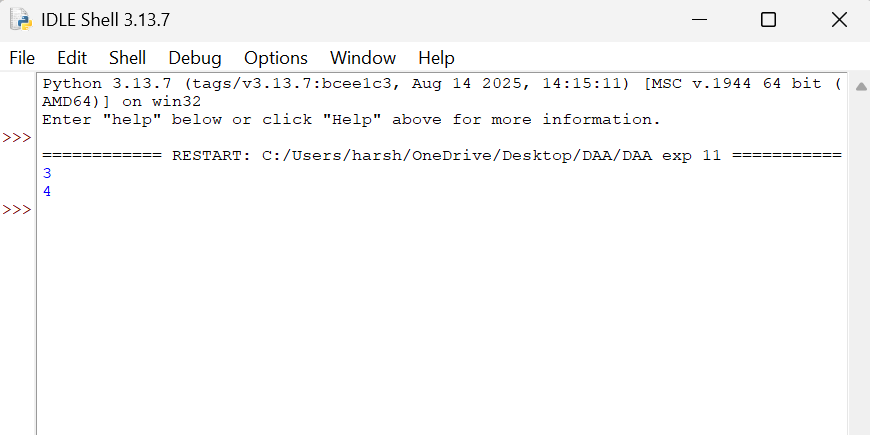 IDLE Shell 3.13.7
File Edit Shell Debug Options Window Help
Python 3.13.7 (tags/v3.13.7:bcee1c3, Aug 14 2025, 14:15:11) [MSC v.1944 64 bit (
AMD64)] on win32
Enter "help" below or click "Help" above for more information.
>>>
============ RESTART: C:/Users/harsh/OneDrive/Desktop/DAA/DAA exp 11 ===========
3
4
>>>